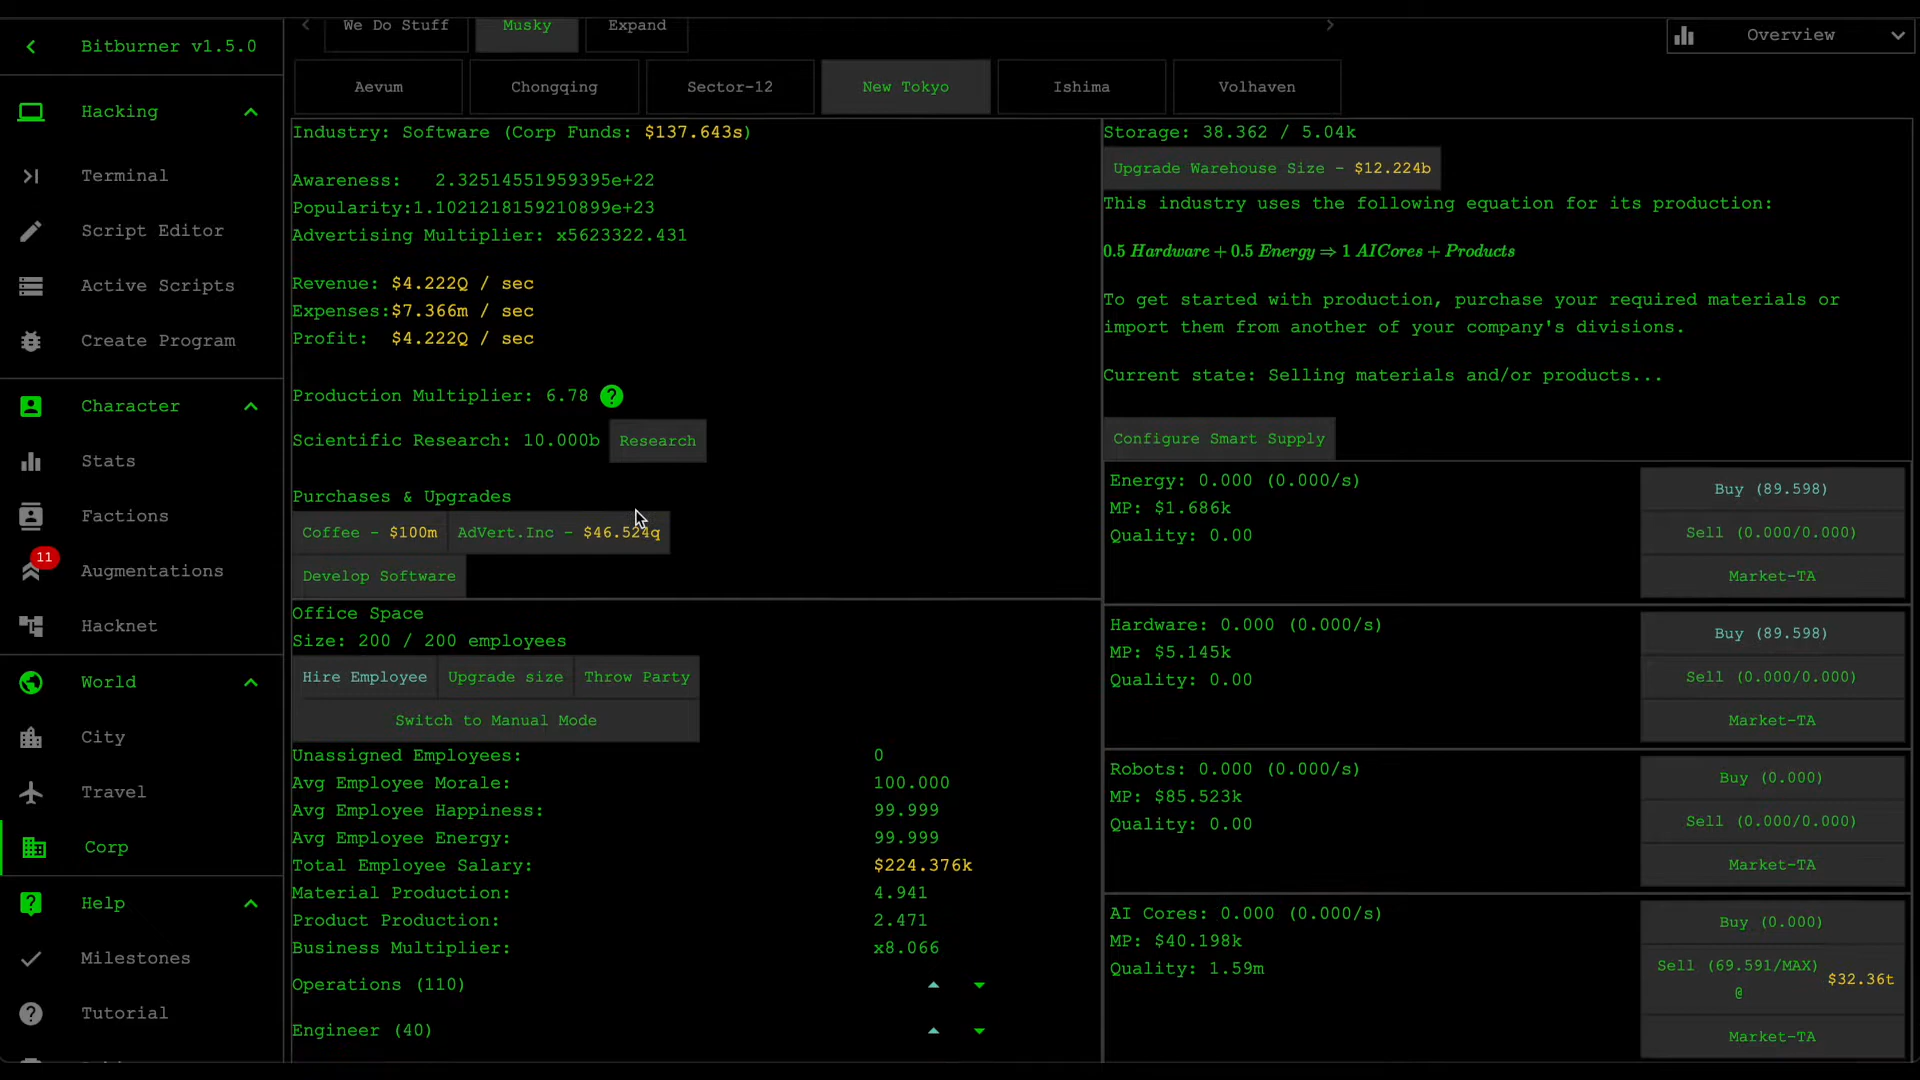 Bitburner v1.5.0
Hacking
Terminal
Script Editor
Active Scripts
Create Program
Character
Stats
Factions
11
Augmentations
Hacknet
World
City
Travel
Corp
Help
Milestones
Tutorial
We Do Stuff
Musky
Expand
Overview
Aevum
Chongqing
Sector-12
New Tokyo
Ishima
Volhaven
Industry: Software (Corp Funds: $137.643s)
Awareness: 2.32514551959395e+22
Popularity:1.1021218159210899e+23
Advertising Multiplier: x5623322.431
Revenue: $4.222Q / sec
Expenses:$7.366m / sec
Profit: $4.222Q / sec
Production Multiplier: 6.78 ?
Scientific Research: 10.000b Research
Purchases & Upgrades
Coffee - $100m AdVert.Inc - $46.524q
Develop Software
Office Space
Size: 200 / 200 employees
Hire Employee Upgrade size Throw Party
Switch to Manual Mode
Unassigned Employees: 0
Avg Employee Morale: 100.000
Avg Employee Happiness: 99.999
Avg Employee Energy: 99.999
Total Employee Salary: $224.376k
Material Production: 4.941
Product Production: 2.471
Business Multiplier: x8.066
Operations (110)
Engineer (40)
Storage: 38.362 / 5.04k
Upgrade Warehouse Size - $12.224b
This industry uses the following equation for its production:
0.5 Hardware + 0.5 Energy ⇒ 1 AICores + Products
To get started with production, purchase your required materials or
import them from another of your company's divisions.
Current state: Selling materials and/or products...
Configure Smart Supply
Energy: 0.000 (0.000/s)
MP: $1.686k
Quality: 0.00
Buy (89.598)
Sell (0.000/0.000)
Market-TA
Hardware: 0.000 (0.000/s)
MP: $5.145k
Quality: 0.00
Buy (89.598)
Sell (0.000/0.000)
Market-TA
Robots: 0.000 (0.000/s)
MP: $85.523k
Quality: 0.00
Buy (0.000)
Sell (0.000/0.000)
Market-TA
AI Cores: 0.000 (0.000/s)
MP: $40.198k
Quality: 1.59m
Buy (0.000)
Sell (69.591/MAX) @ $32.36t
Market-TA